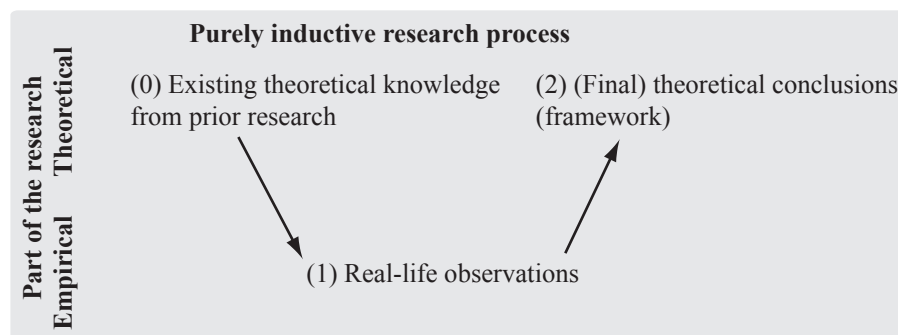 Purely inductive research process
(0) Existing theoretical knowledge
from prior research
(2) (Final) theoretical conclusions
(framework)
(1) Real-life observations
Part of the research
Theoretical
Empirical